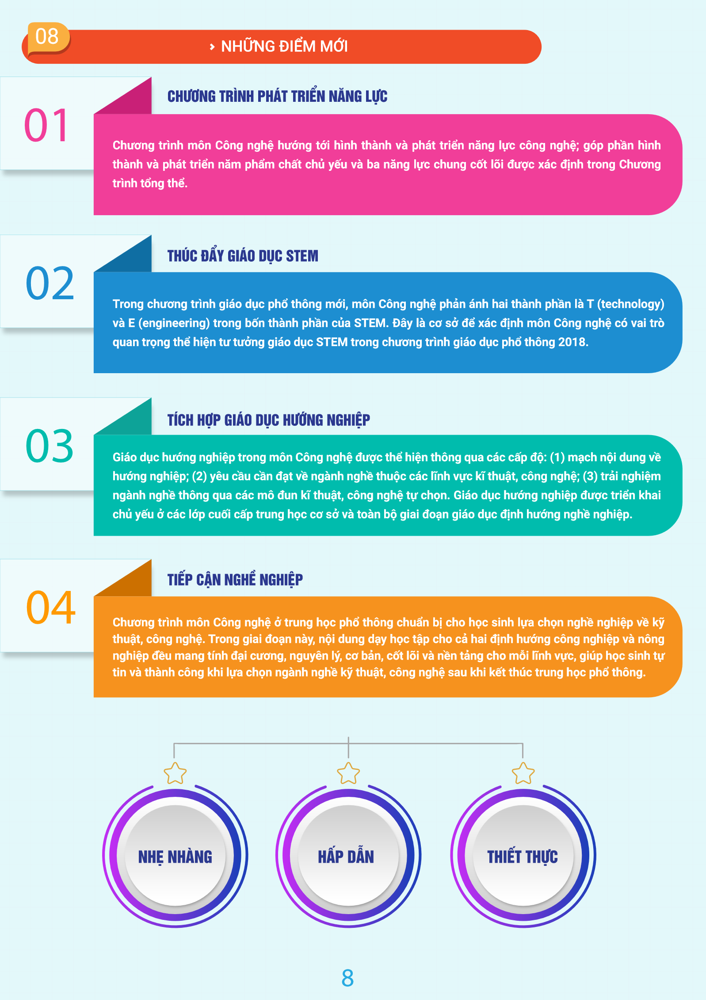 08
› NHỮNG ĐIỂM MỚI
01
CHƯƠNG TRÌNH PHÁT TRIỂN NĂNG LỰC
Chương trình môn Công nghệ hướng tới hình thành và phát triển năng lực công nghệ; góp phần hình
thành và phát triển năm phẩm chất chủ yếu và ba năng lực chung cốt lõi được xác định trong Chương
trình tổng thể.
02
THÚC ĐẨY GIÁO DỤC STEM
Trong chương trình giáo dục phổ thông mới, môn Công nghệ phản ánh hai thành phần là T (technology)
và E (engineering) trong bốn thành phần của STEM. Đây là cơ sở để xác định môn Công nghệ có vai trò
quan trọng thể hiện tư tưởng giáo dục STEM trong chương trình giáo dục phổ thông 2018.
03
TÍCH HỢP GIÁO DỤC HƯỚNG NGHIỆP
Giáo dục hướng nghiệp trong môn Công nghệ được thể hiện thông qua các cấp độ: (1) mạch nội dung về
hướng nghiệp; (2) yêu cầu cần đạt về ngành nghề thuộc các lĩnh vực kĩ thuật, công nghệ; (3) trải nghiệm
ngành nghề thông qua các mô đun kĩ thuật, công nghệ tự chọn. Giáo dục hướng nghiệp được triển khai
chủ yếu ở các lớp cuối cấp trung học cơ sở và toàn bộ giai đoạn giáo dục định hướng nghề nghiệp.
04
TIẾP CẬN NGHỀ NGHIỆP
Chương trình môn Công nghệ ở trung học phổ thông chuẩn bị cho học sinh lựa chọn nghề nghiệp về kỹ
thuật, công nghệ. Trong giai đoạn này, nội dung dạy học tập cho cả hai định hướng công nghiệp và nông
nghiệp đều mang tính đại cương, nguyên lý, cơ bản, cốt lõi và nền tảng cho mỗi lĩnh vực, giúp học sinh tự
tin và thành công khi lựa chọn ngành nghề kỹ thuật, công nghệ sau khi kết thúc trung học phổ thông.
NHẸ NHÀNG
HẤP DẪN
THIẾT THỰC
8